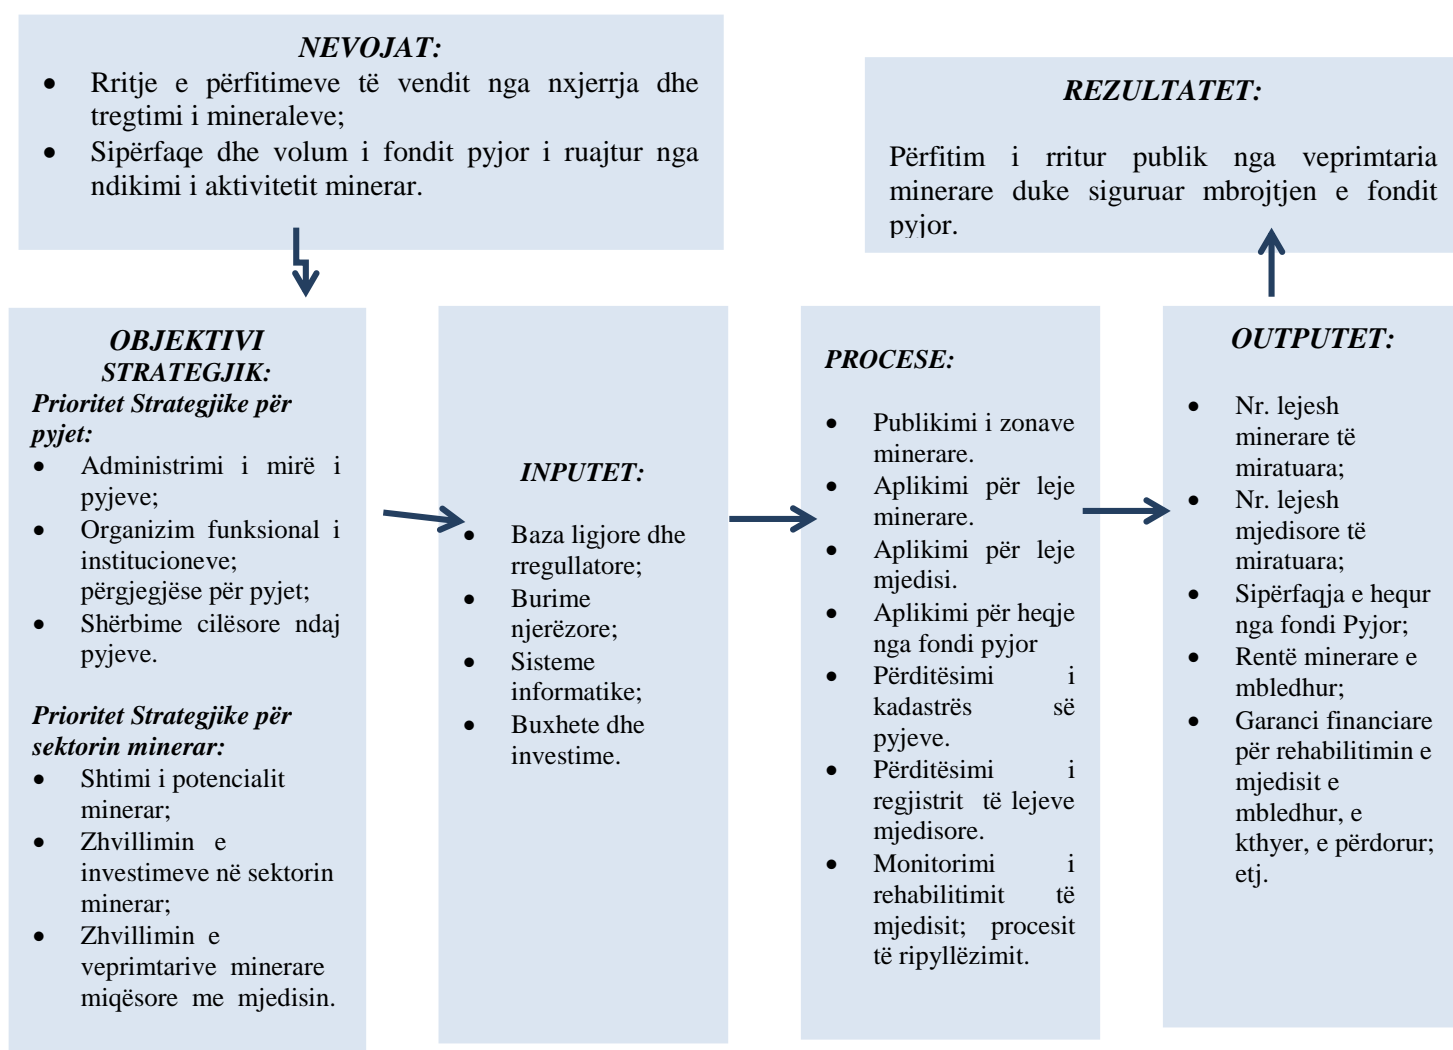 NEVOJAT:
• Rritje e përfitimeve të vendit nga nxjerrja dhe
tregtimi i mineraleve;
• Sipërfaqe dhe volum i fondit pyjor i ruajtur nga
ndikimi i aktivitetit minerar.
REZULTATET:
Përfitim i rritur publik nga veprimtaria
minerare duke siguruar mbrojtjen e fondit
pyjor.
OBJEKTIVI
STRATEGJIK:
Prioritet Strategjike për
pyjet:
• Administrimi i mirë i
pyjeve;
• Organizim funksional i
institucioneve;
përgjegjëse për pyjet;
• Shërbime cilësore ndaj
pyjeve.
Prioritet Strategjike për
sektorin minerar:
• Shtimi i potencialit
minerar;
• Zhvillimin e
investimeve në sektorin
minerar;
• Zhvillimin e
veprimtarive minerare
miqësore me mjedisin.
INPUTET:
• Baza ligjore dhe
rregullatore;
• Burime
njerëzore;
• Sisteme
informatike;
• Buxhete dhe
investime.
PROCESE:
• Publikimi i zonave
minerare.
• Aplikimi për leje
minerare.
• Aplikimi për leje
mjedisi.
• Aplikimi për heqje
nga fondi pyjor
• Përditësimi i
kadastrës së
pyjeve.
• Përditësimi i
regjistrit të lejeve
mjedisore.
• Monitorimi i
rehabilitimit të
mjedisit; procesit
të ripyllëzimit.
OUTPUTET:
• Nr. lejesh
minerare të
miratuara;
• Nr. lejesh
mjedisore të
miratuara;
• Sipërfaqja e hequr
nga fondi Pyjor;
• Rentë minerare e
mbledhur;
• Garanci financiare
për rehabilitimin e
mjedisit e
mbledhur, e
kthyer, e përdorur;
etj.